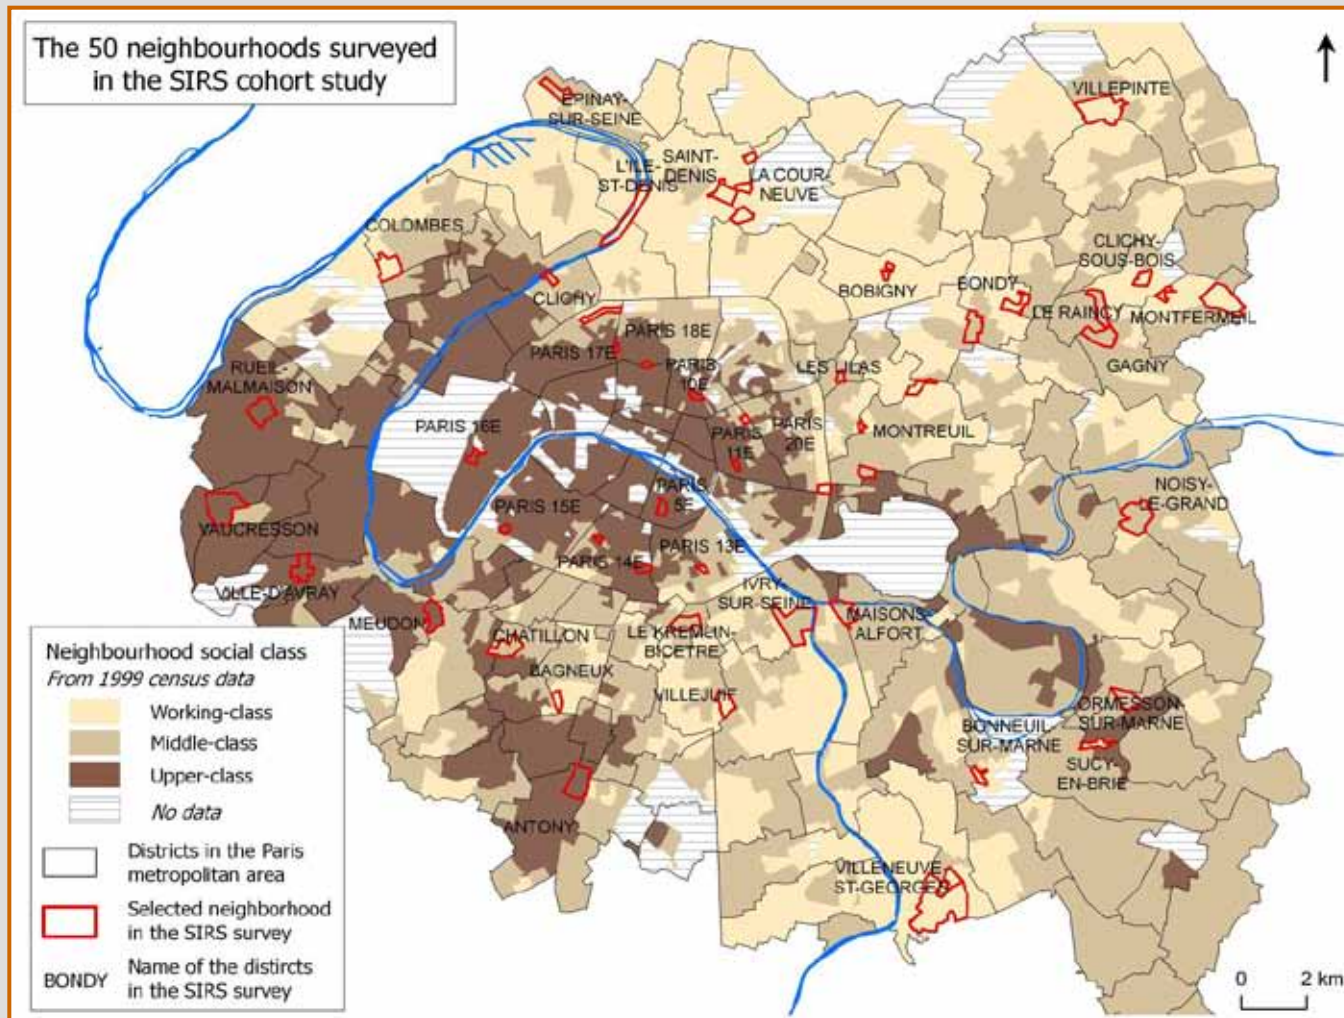 The 50 neighbourhoods surveyed
in the SIRS cohort study
VILLEPINTE
EPINAY-
SUR-SEINE
SAINT-
DENIS
L'ILE-
ST-DENIS
LA COUR-
NEUVE
COLOMBES
CLICHY-
SOUS-BOIS
CLICHY
BOBIGNY
BONDY
LE RAINCY
MONTFERMEIL
PARIS 18E
PARIS 17E
PARIS
10E
LES LILAS
GAGNY
RUEIL-
MALMAISON
PARIS 16E
PARIS
11E
PARIS
20E
MONTREUIL
PARIS
5E
PARIS 15E
NOISY-
LE-GRAND
VAUCRESSON
PARIS 14E
PARIS 13E
VILLE-D'AVRAY
IVRY-
SUR-SEINE
MEUDON
CHATILLON
LE KREMLIN-
BICETRE
MAISONS-
ALFORT
BAGNEUX
VILLEJUIF
ORMESSON-
SUR-MARNE
BONNEUIL-
SUR-MARNE
SUCY-
EN-BRIE
ANTONY
VILLENEUVE
ST-GEORGES
Neighbourhood social class
From 1999 census data
Working-class
Middle-class
Upper-class
No data
Districts in the Paris
metropolitan area
Selected neighborhood
in the SIRS survey
BONDY
Name of the distircts
in the SIRS survey
0 2 km